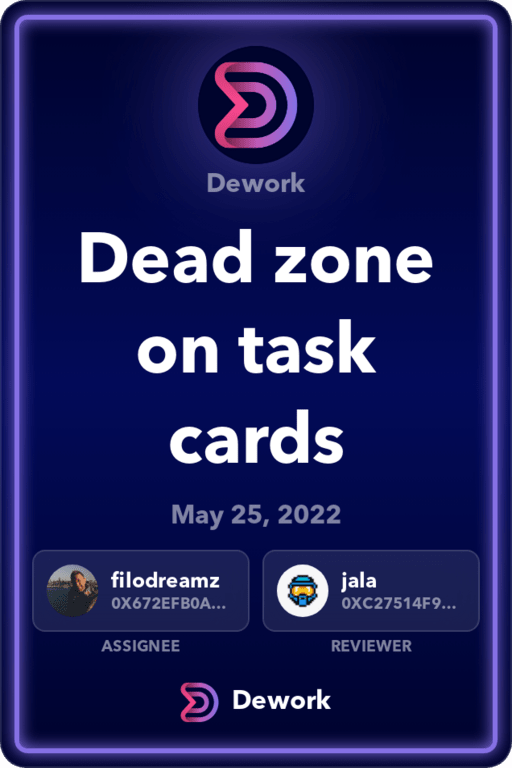 Dework
Dead zone
on task
cards
May 25, 2022
filodreamz
0X672EFB0A...
jala
0XC27514F9...
ASSIGNEE
REVIEWER
Dework